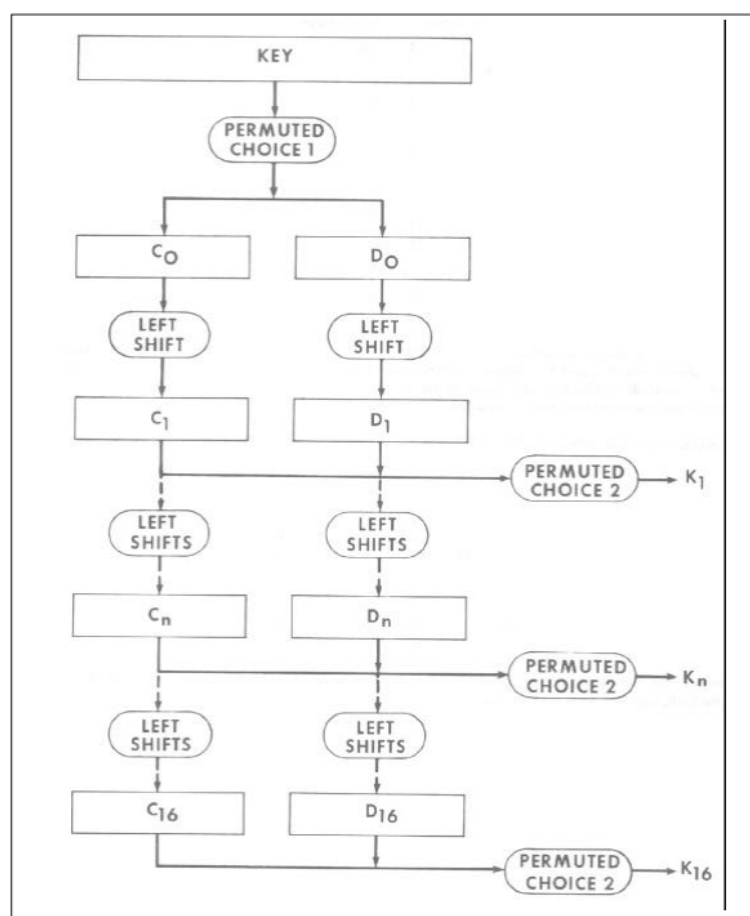 KEY
PERMUTED
CHOICE 1
C0 D0
LEFT LEFT
SHIFT SHIFT
C1 D1
PERMUTED
CHOICE 2
K1
LEFT LEFT
SHIFTS SHIFTS
Cn Dn
PERMUTED
CHOICE 2
Kn
LEFT LEFT
SHIFTS SHIFTS
C16 D16
PERMUTED
CHOICE 2
K16